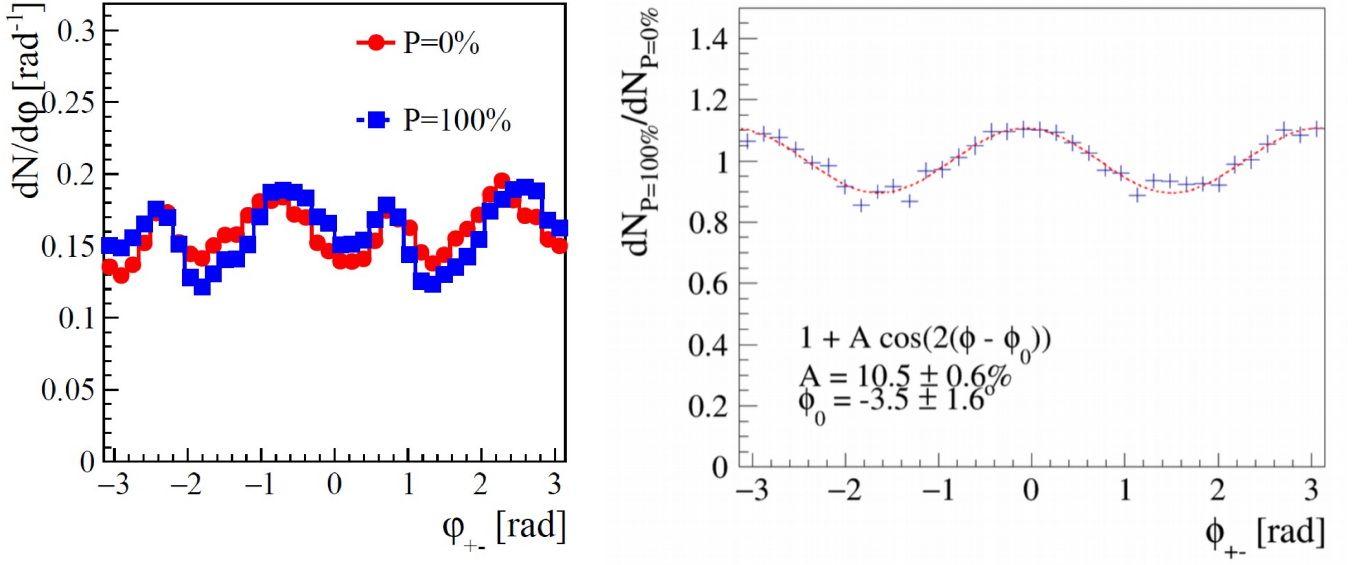 dN/dφ [rad⁻¹]
0.3
0.25
0.2
0.15
0.1
0.05
0
−3 −2 −1 0 1 2 3
φ+- [rad]
P=0%
P=100%
dN_P=100%/dN_P=0%
1.4
1.2
1
0.8
0.6
0.4
0.2
0
−3 −2 −1 0 1 2 3
ϕ+- [rad]
1 + A cos(2(ϕ - ϕ₀))
A = 10.5 ± 0.6%
ϕ₀ = -3.5 ± 1.6°